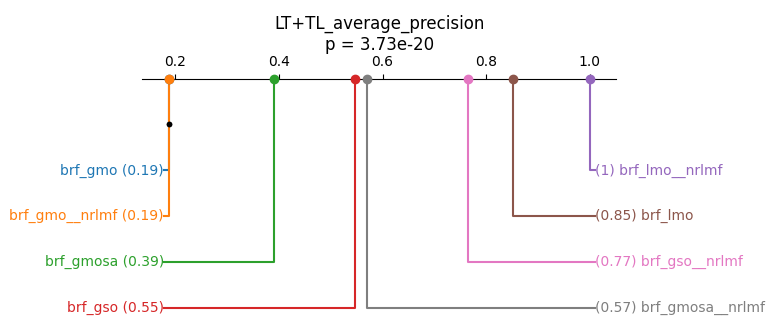 LT+TL_average_precision
p = 3.73e-20
0.2 0.4 0.6 0.8 1.0
brf_gmo (0.19) (1) brf_lmo__nrlmf
brf_gmo__nrlmf (0.19) (0.85) brf_lmo
brf_gmosa (0.39) (0.77) brf_gso__nrlmf
brf_gso (0.55) (0.57) brf_gmosa__nrlmf